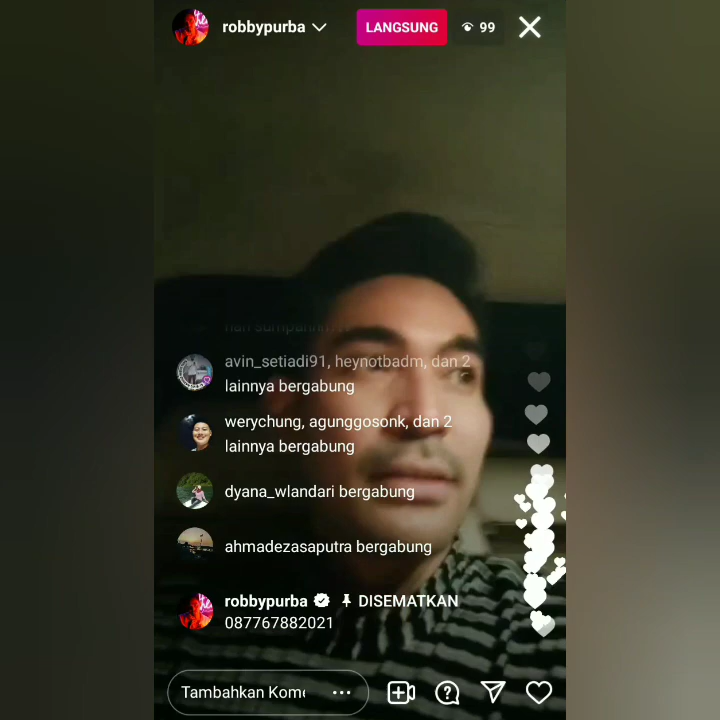 robbypurba
LANGSUNG
99
avin_setiadi91, heynotbadm, dan 2
lainnya bergabung
werychung, agunggosonk, dan 2
lainnya bergabung
dyana_wlandari bergabung
ahmadezasaputra bergabung
robbypurba DISEMATKAN
087767882021
Tambahkan Kom